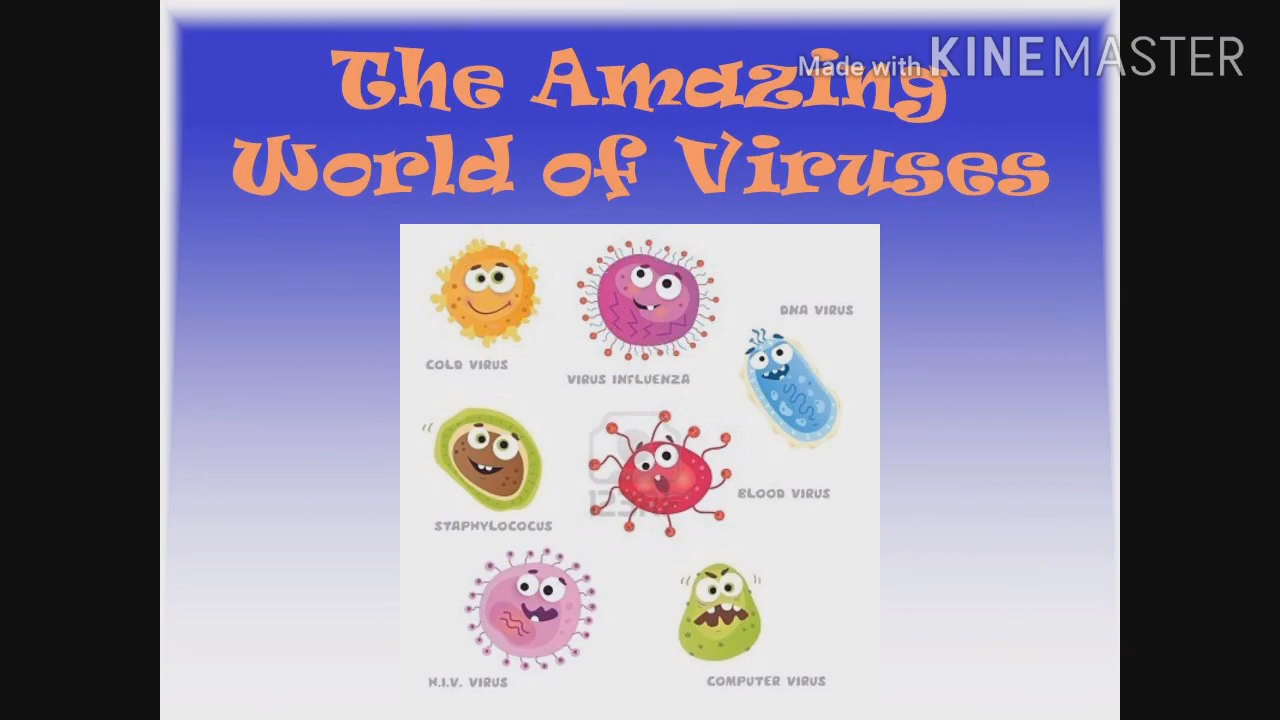 The Amazing
Made with KINEMASTER
World of Viruses
DNA VIRUS
COLD VIRUS
VIRUS INFLUENZA
BLOOD VIRUS
STAPHYLOCOCUS
H.I.V. VIRUS
COMPUTER VIRUS